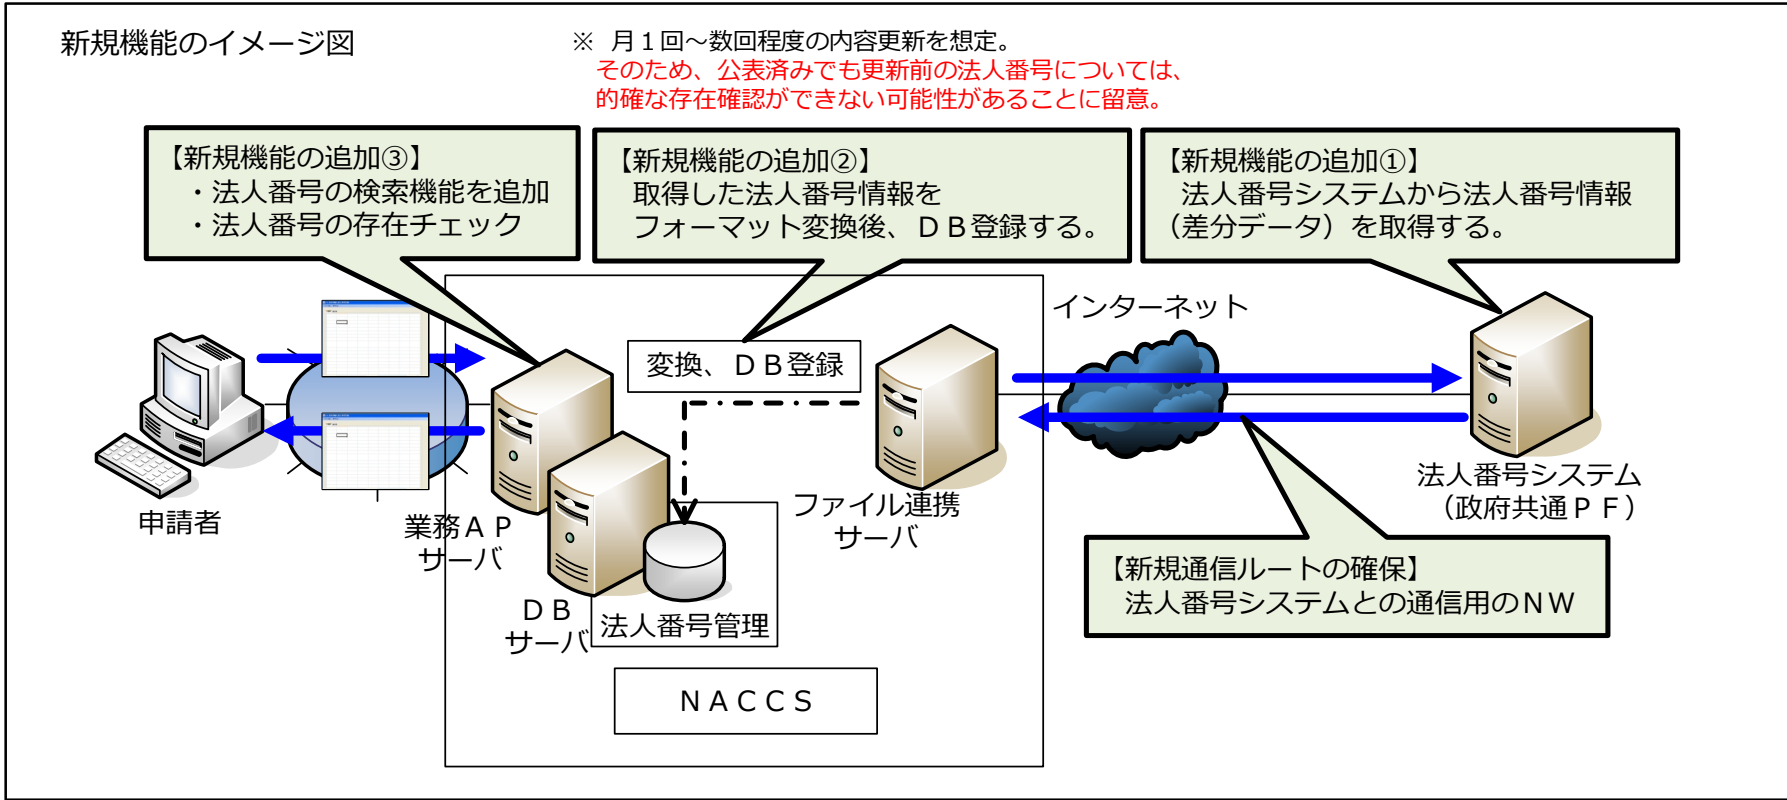 新規機能のイメージ図
※ 月１回～数回程度の内容更新を想定。
そのため、公表済みでも更新前の法人番号については、
的確な存在確認ができない可能性があることに留意。
【新規機能の追加③】
・法人番号の検索機能を追加
・法人番号の存在チェック
【新規機能の追加②】
取得した法人番号情報を
フォーマット変換後、ＤＢ登録する。
【新規機能の追加①】
法人番号システムから法人番号情報
（差分データ）を取得する。
インターネット
変換、ＤＢ登録
申請者
業務ＡＰ
サーバ
ファイル連携
サーバ
法人番号システム
（政府共通ＰＦ）
ＤＢ
サーバ
法人番号管理
【新規通信ルートの確保】
法人番号システムとの通信用のＮＷ
ＮＡＣＣＳ